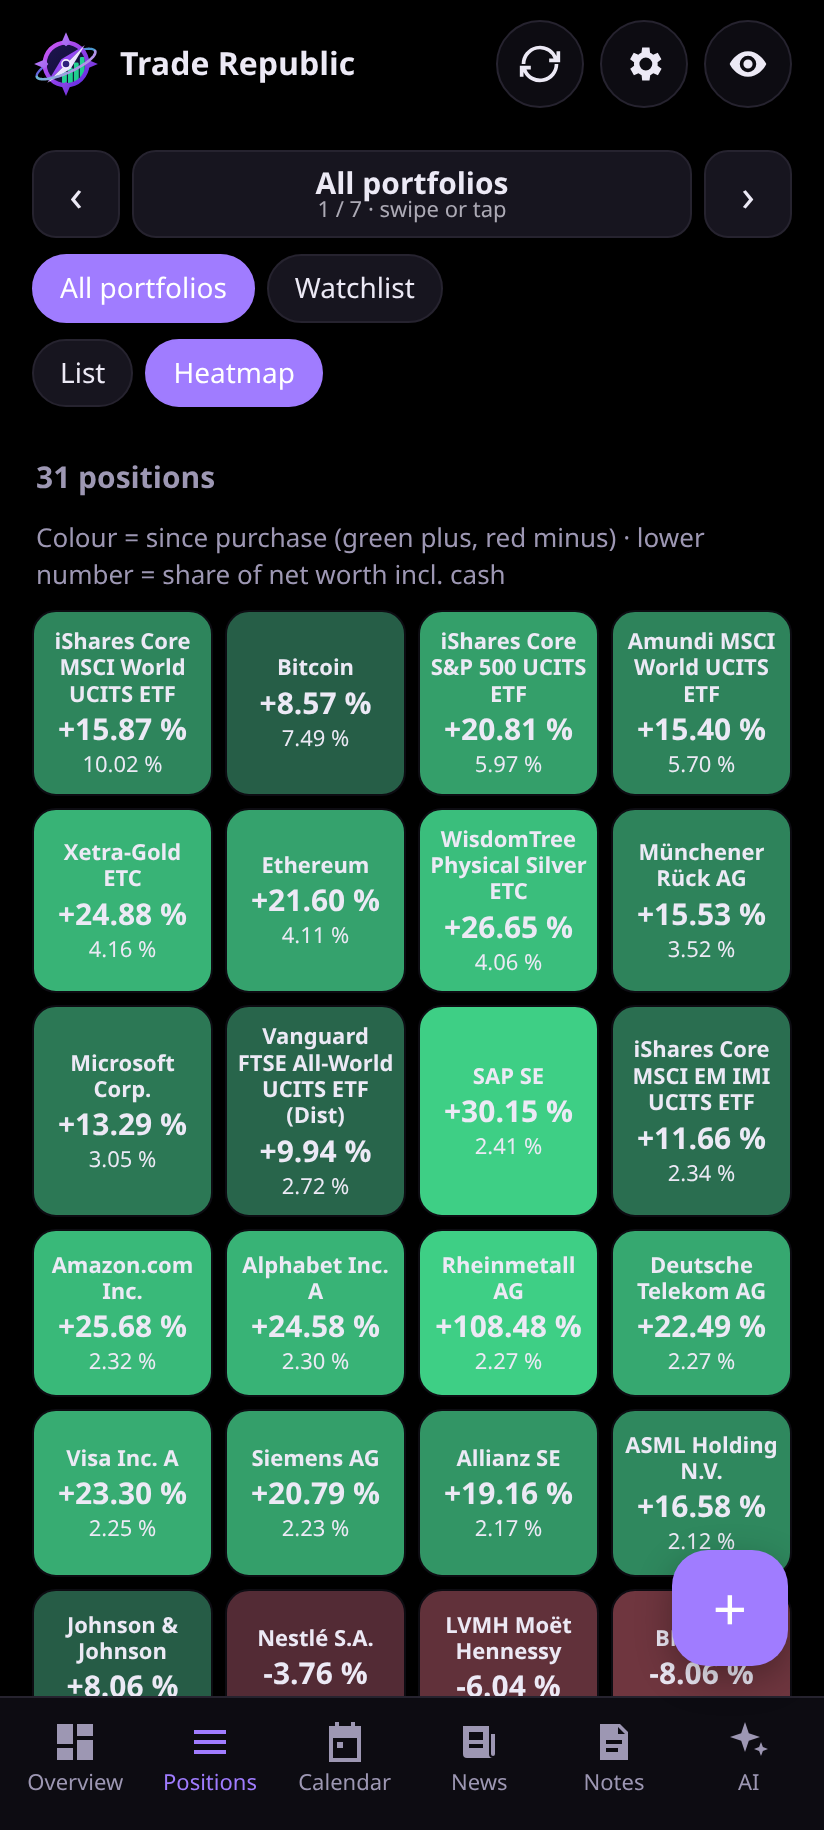 Trade Republic
‹
All portfolios
1 / 7 · swipe or tap
›
All portfolios
Watchlist
List
Heatmap
31 positions
Colour = since purchase (green plus, red minus) · lower
number = share of net worth incl. cash
iShares Core
MSCI World
UCITS ETF
+15.87 %
10.02 %
Bitcoin
+8.57 %
7.49 %
iShares Core
S&P 500 UCITS
ETF
+20.81 %
5.97 %
Amundi MSCI
World UCITS
ETF
+15.40 %
5.70 %
Xetra-Gold
ETC
+24.88 %
4.16 %
Ethereum
+21.60 %
4.11 %
WisdomTree
Physical Silver
ETC
+26.65 %
4.06 %
Münchener
Rück AG
+15.53 %
3.52 %
Microsoft
Corp.
+13.29 %
3.05 %
Vanguard
FTSE All-World
UCITS ETF
(Dist)
+9.94 %
2.72 %
SAP SE
+30.15 %
2.41 %
iShares Core
MSCI EM IMI
UCITS ETF
+11.66 %
2.34 %
Amazon.com
Inc.
+25.68 %
2.32 %
Alphabet Inc.
A
+24.58 %
2.30 %
Rheinmetall
AG
+108.48 %
2.27 %
Deutsche
Telekom AG
+22.49 %
2.27 %
Visa Inc. A
+23.30 %
2.25 %
Siemens AG
+20.79 %
2.23 %
Allianz SE
+19.16 %
2.17 %
ASML Holding
N.V.
+16.58 %
2.12 %
Johnson &
Johnson
+8.06 %
Nestlé S.A.
-3.76 %
LVMH Moët
Hennessy
-6.04 %
-8.06 %
+
Overview
Positions
Calendar
News
Notes
AI